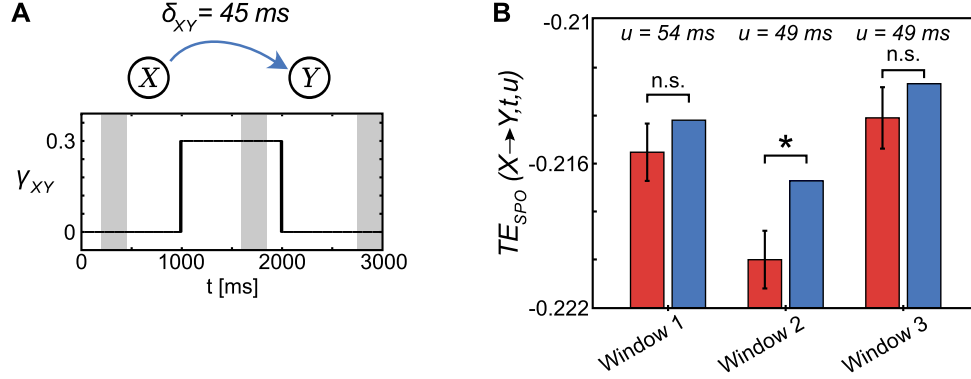 A
δXY = 45 ms
X
Y
0.3
γXY
0
0
1000
2000
3000
t [ms]
B
-0.21
u = 54 ms
u = 49 ms
u = 49 ms
n.s.
n.s.
*
-0.216
TESPO (X→Y,t,u)
-0.222
Window 1
Window 2
Window 3